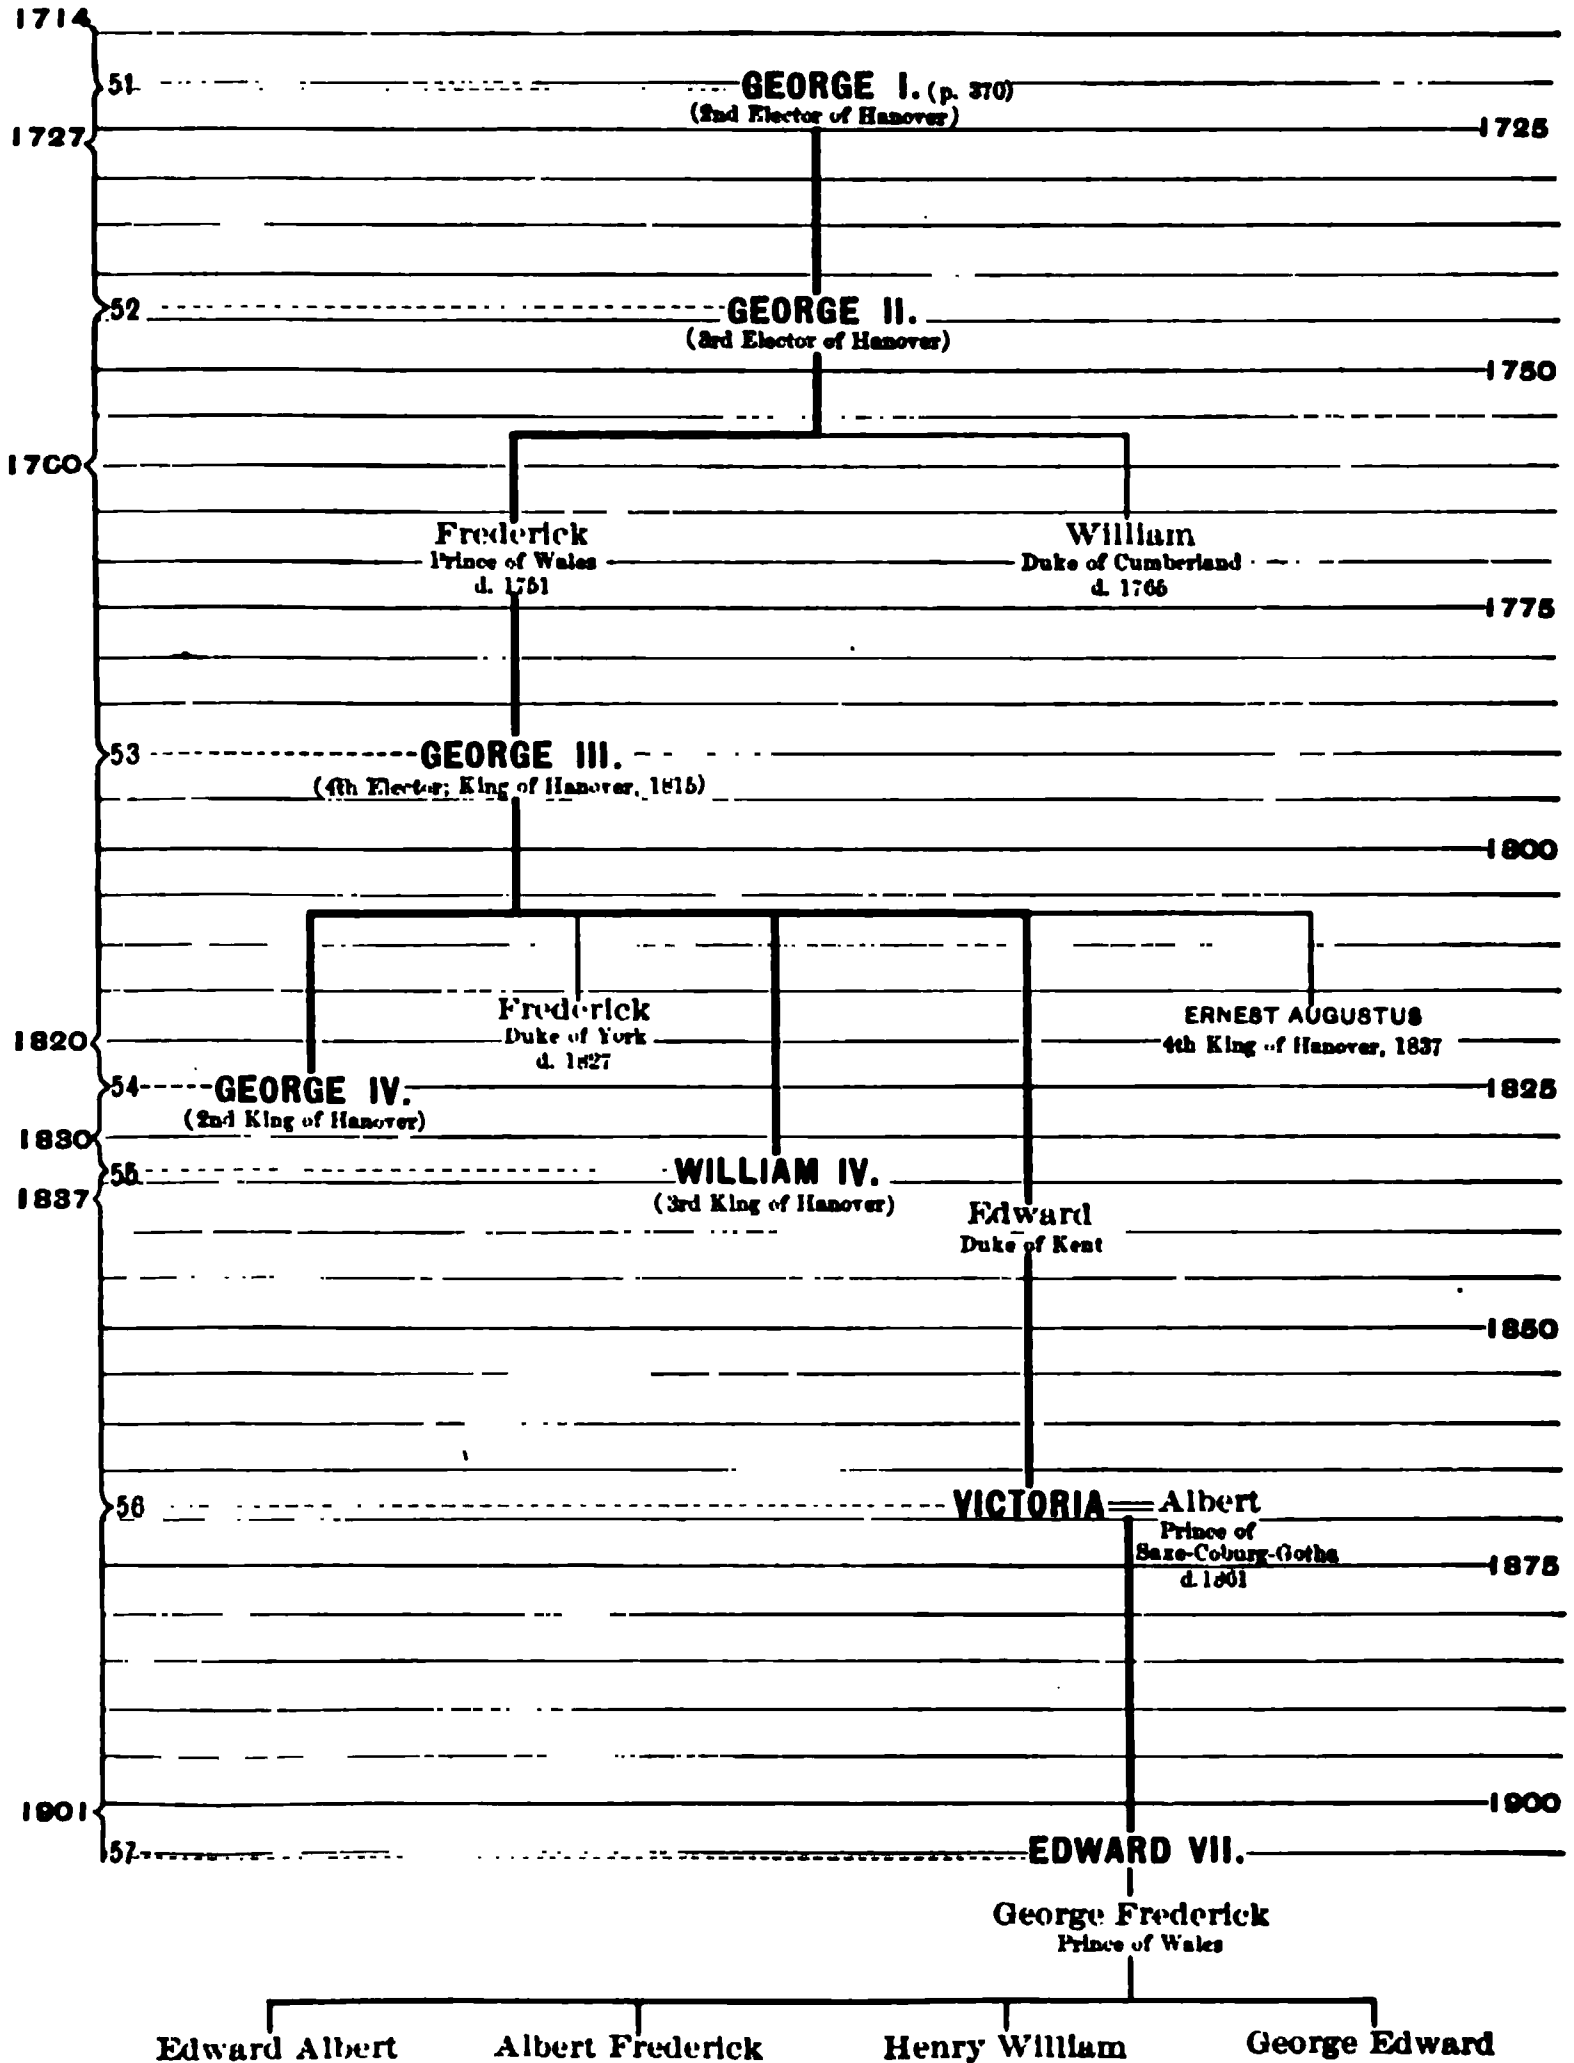 1714
51 GEORGE I. (p. 370)
(2nd Elector of Hanover)
1727 1725
52 GEORGE II.
(3rd Elector of Hanover)
1750
1760
Frederick William
Prince of Wales Duke of Cumberland
d. 1751 d. 1765
1775
53 GEORGE III.
(4th Elector; King of Hanover, 1815)
1800
Frederick ERNEST AUGUSTUS
1820 Duke of York 4th King of Hanover, 1837
d. 1827
54 GEORGE IV. 1825
(2nd King of Hanover)
1830
55 WILLIAM IV.
1837 (3rd King of Hanover)
Edward
Duke of Kent
1850
56 VICTORIA Albert
Prince of
Saxe-Coburg-Gotha
1875
d. 1861
1901 1900
57 EDWARD VII.
George Frederick
Prince of Wales
Edward Albert Albert Frederick Henry William George Edward